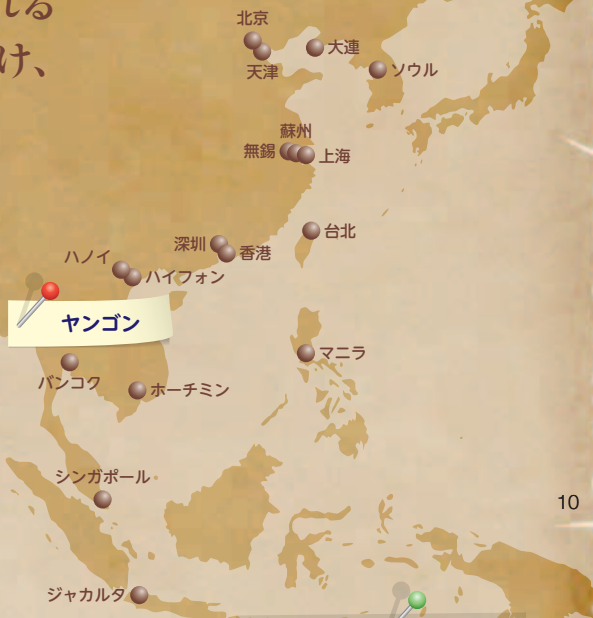 れる
け、
北京
天津
大連
ソウル
蘇州
無錫
上海
台北
深圳
香港
ハノイ
ハイフォン
ヤンゴン
マニラ
バンコク
ホーチミン
シンガポール
10
ジャカルタ